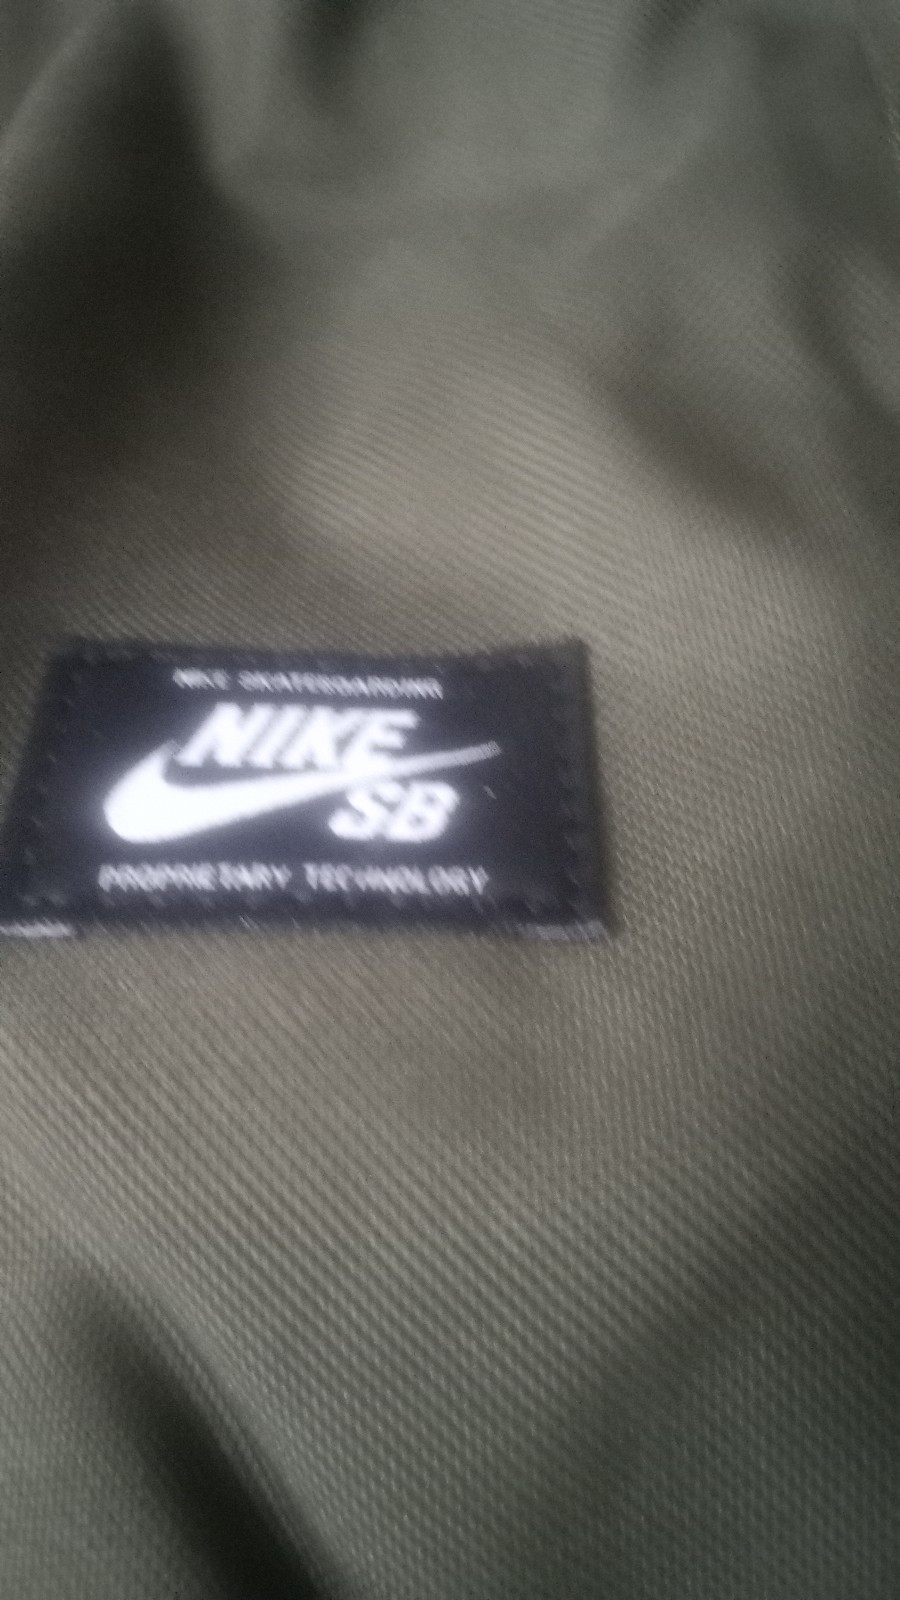 NIKE SKATEBOARDING
NIKE
SB
PROPRIETARY TECHNOLOGY